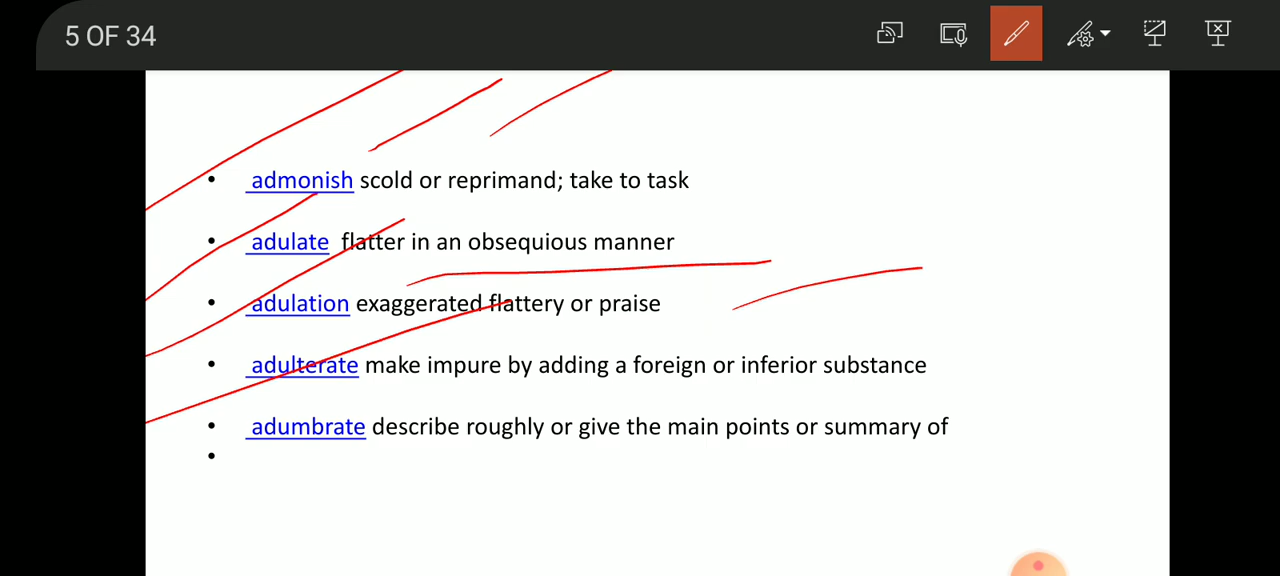 5 OF 34
• admonish scold or reprimand; take to task
• adulate flatter in an obsequious manner
• adulation exaggerated flattery or praise
• adulterate make impure by adding a foreign or inferior substance
• adumbrate describe roughly or give the main points or summary of
•